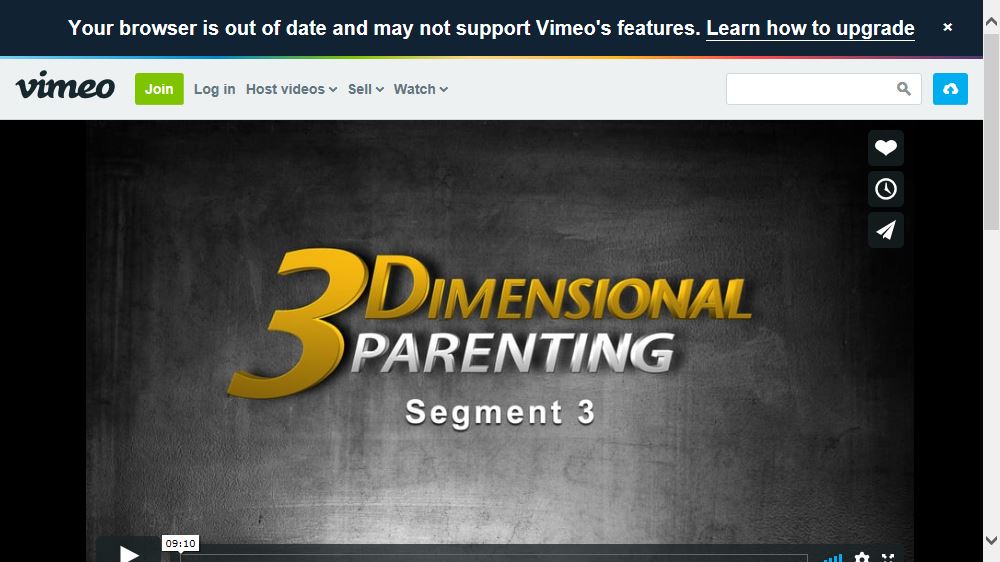 Your browser is out of date and may not support Vimeo's features. Learn how to upgrade ×
vimeo Join Log in Host videos Sell Watch
3 DIMENSIONAL
PARENTING
Segment 3
09:10